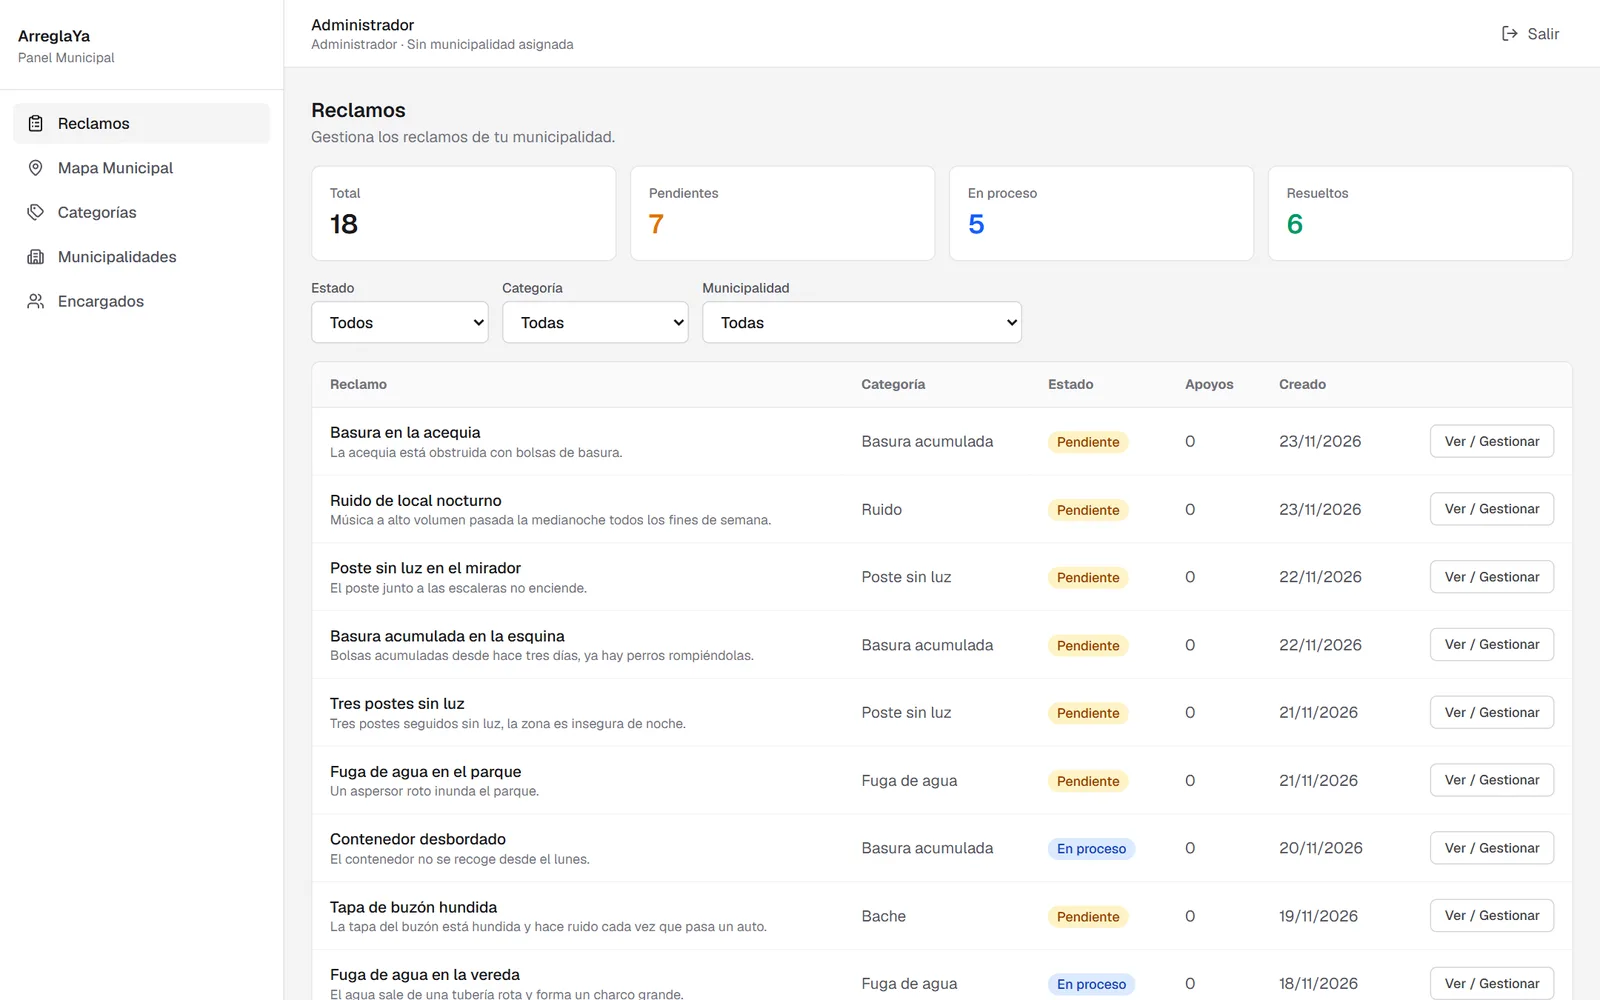 ArreglaYa
Panel Municipal
Reclamos
Mapa Municipal
Categorías
Municipalidades
Encargados
Administrador
Administrador · Sin municipalidad asignada
Salir
Reclamos
Gestiona los reclamos de tu municipalidad.
Total
18
Pendientes
7
En proceso
5
Resueltos
6
Estado
Todos
Categoría
Todas
Municipalidad
Todas
Reclamo Categoría Estado Apoyos Creado
Basura en la acequia
La acequia está obstruida con bolsas de basura.
Basura acumulada Pendiente 0 23/11/2026 Ver / Gestionar
Ruido de local nocturno
Música a alto volumen pasada la medianoche todos los fines de semana.
Ruido Pendiente 0 23/11/2026 Ver / Gestionar
Poste sin luz en el mirador
El poste junto a las escaleras no enciende.
Poste sin luz Pendiente 0 22/11/2026 Ver / Gestionar
Basura acumulada en la esquina
Bolsas acumuladas desde hace tres días, ya hay perros rompiéndolas.
Basura acumulada Pendiente 0 22/11/2026 Ver / Gestionar
Tres postes sin luz
Tres postes seguidos sin luz, la zona es insegura de noche.
Poste sin luz Pendiente 0 21/11/2026 Ver / Gestionar
Fuga de agua en el parque
Un aspersor roto inunda el parque.
Fuga de agua Pendiente 0 21/11/2026 Ver / Gestionar
Contenedor desbordado
El contenedor no se recoge desde el lunes.
Basura acumulada En proceso 0 20/11/2026 Ver / Gestionar
Tapa de buzón hundida
La tapa del buzón está hundida y hace ruido cada vez que pasa un auto.
Bache Pendiente 0 19/11/2026 Ver / Gestionar
Fuga de agua en la vereda
El agua sale de una tubería rota y forma un charco grande.
Fuga de agua En proceso 0 18/11/2026 Ver / Gestionar